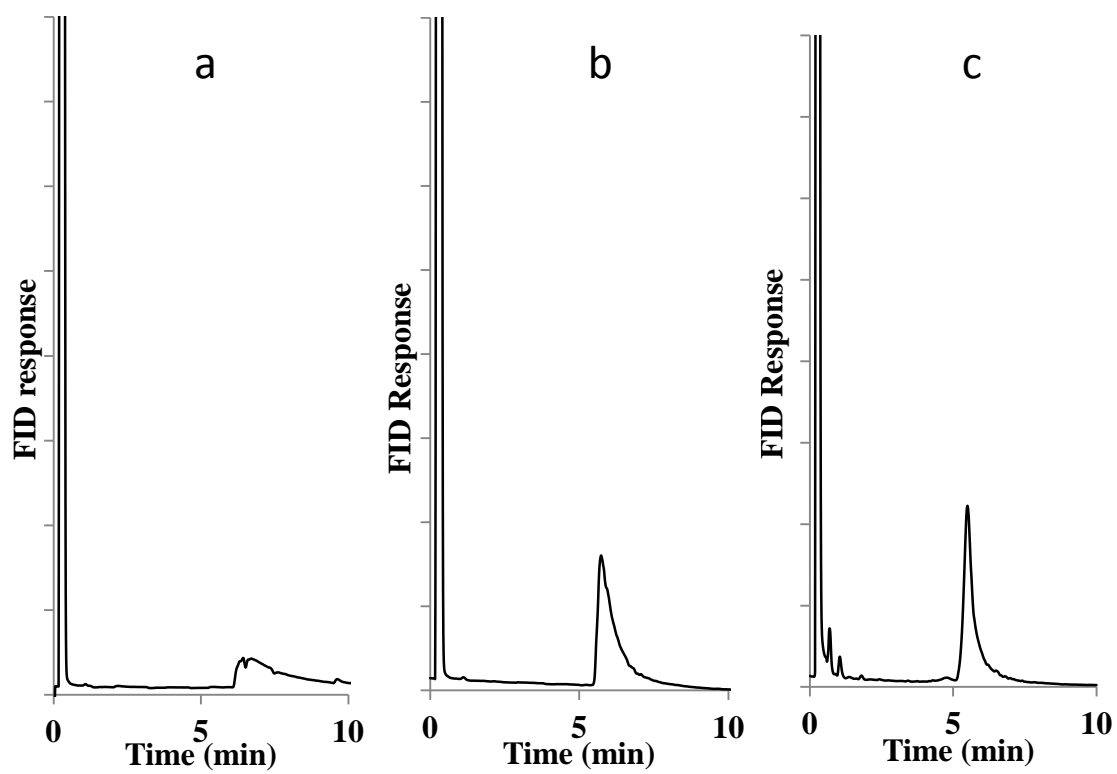 a
FID response
0 5 10
Time (min)
b
FID Response
0 5 10
Time (min)
c
FID Response
0 5 10
Time (min)